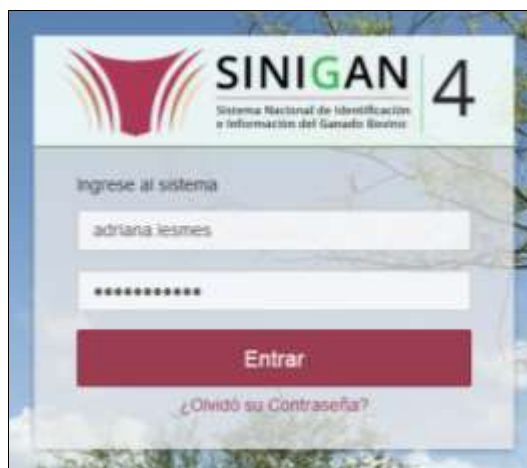 SINIGAN 4
Sistema Nacional de Identificación
e Información del Ganado Bovino
Ingrese al sistema
adriana lesmes
●●●●●●●●●●●
Entrar
¿Olvidó su Contraseña?